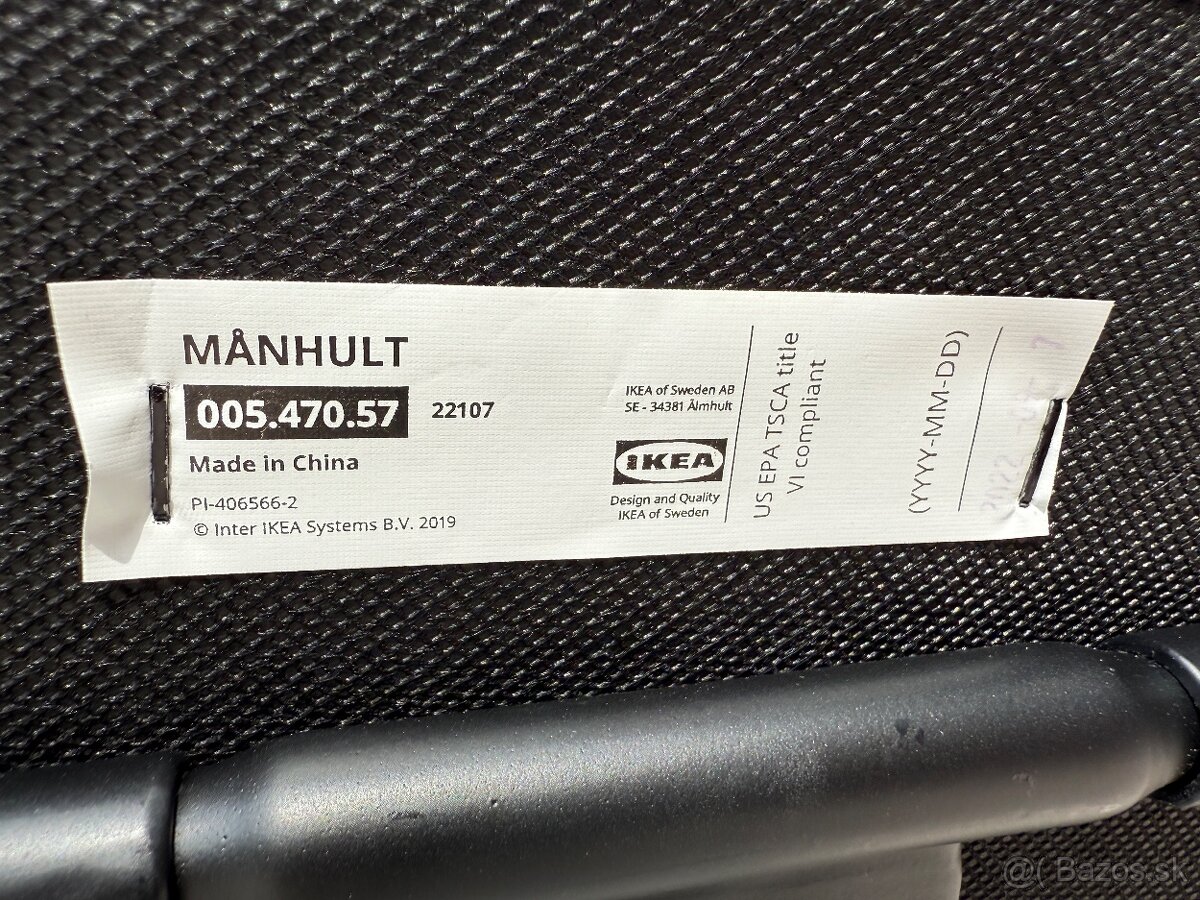 MÅNHULT
005.470.57 22107
Made in China
PI-406566-2
© Inter IKEA Systems B.V. 2019
IKEA of Sweden AB
SE - 34381 Älmhult
IKEA
Design and Quality
IKEA of Sweden
US EPA TSCA title
VI compliant
(YYYY-MM-DD)
@( Bazos.sk